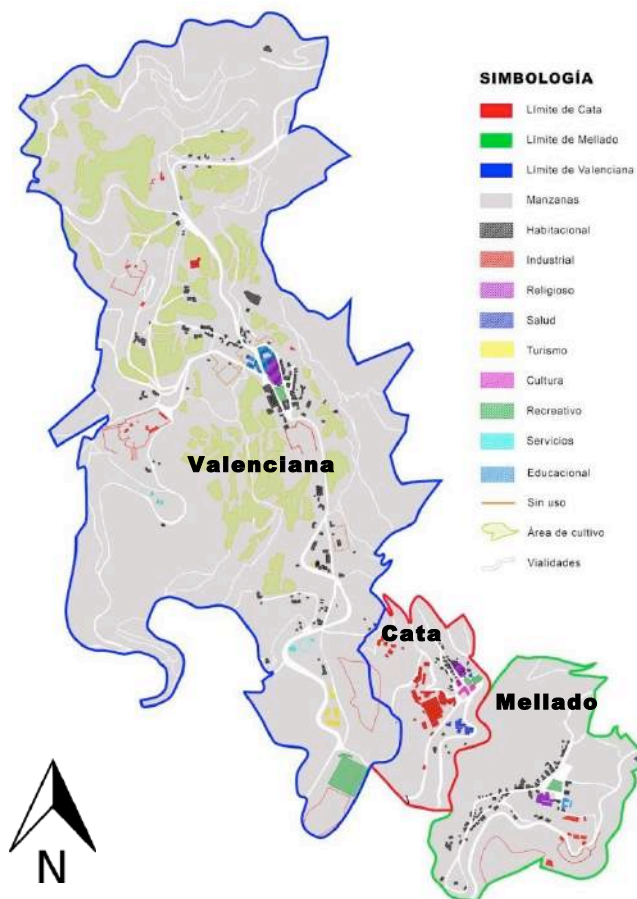 SIMBOLOGÍA
Límite de Cata
Límite de Mellado
Límite de Valenciana
Manzanas
Habitacional
Industrial
Religioso
Salud
Turismo
Cultura
Recreativo
Servicios
Educacional
Sin uso
Área de cultivo
Vialidades
Valenciana
Cata
Mellado
N